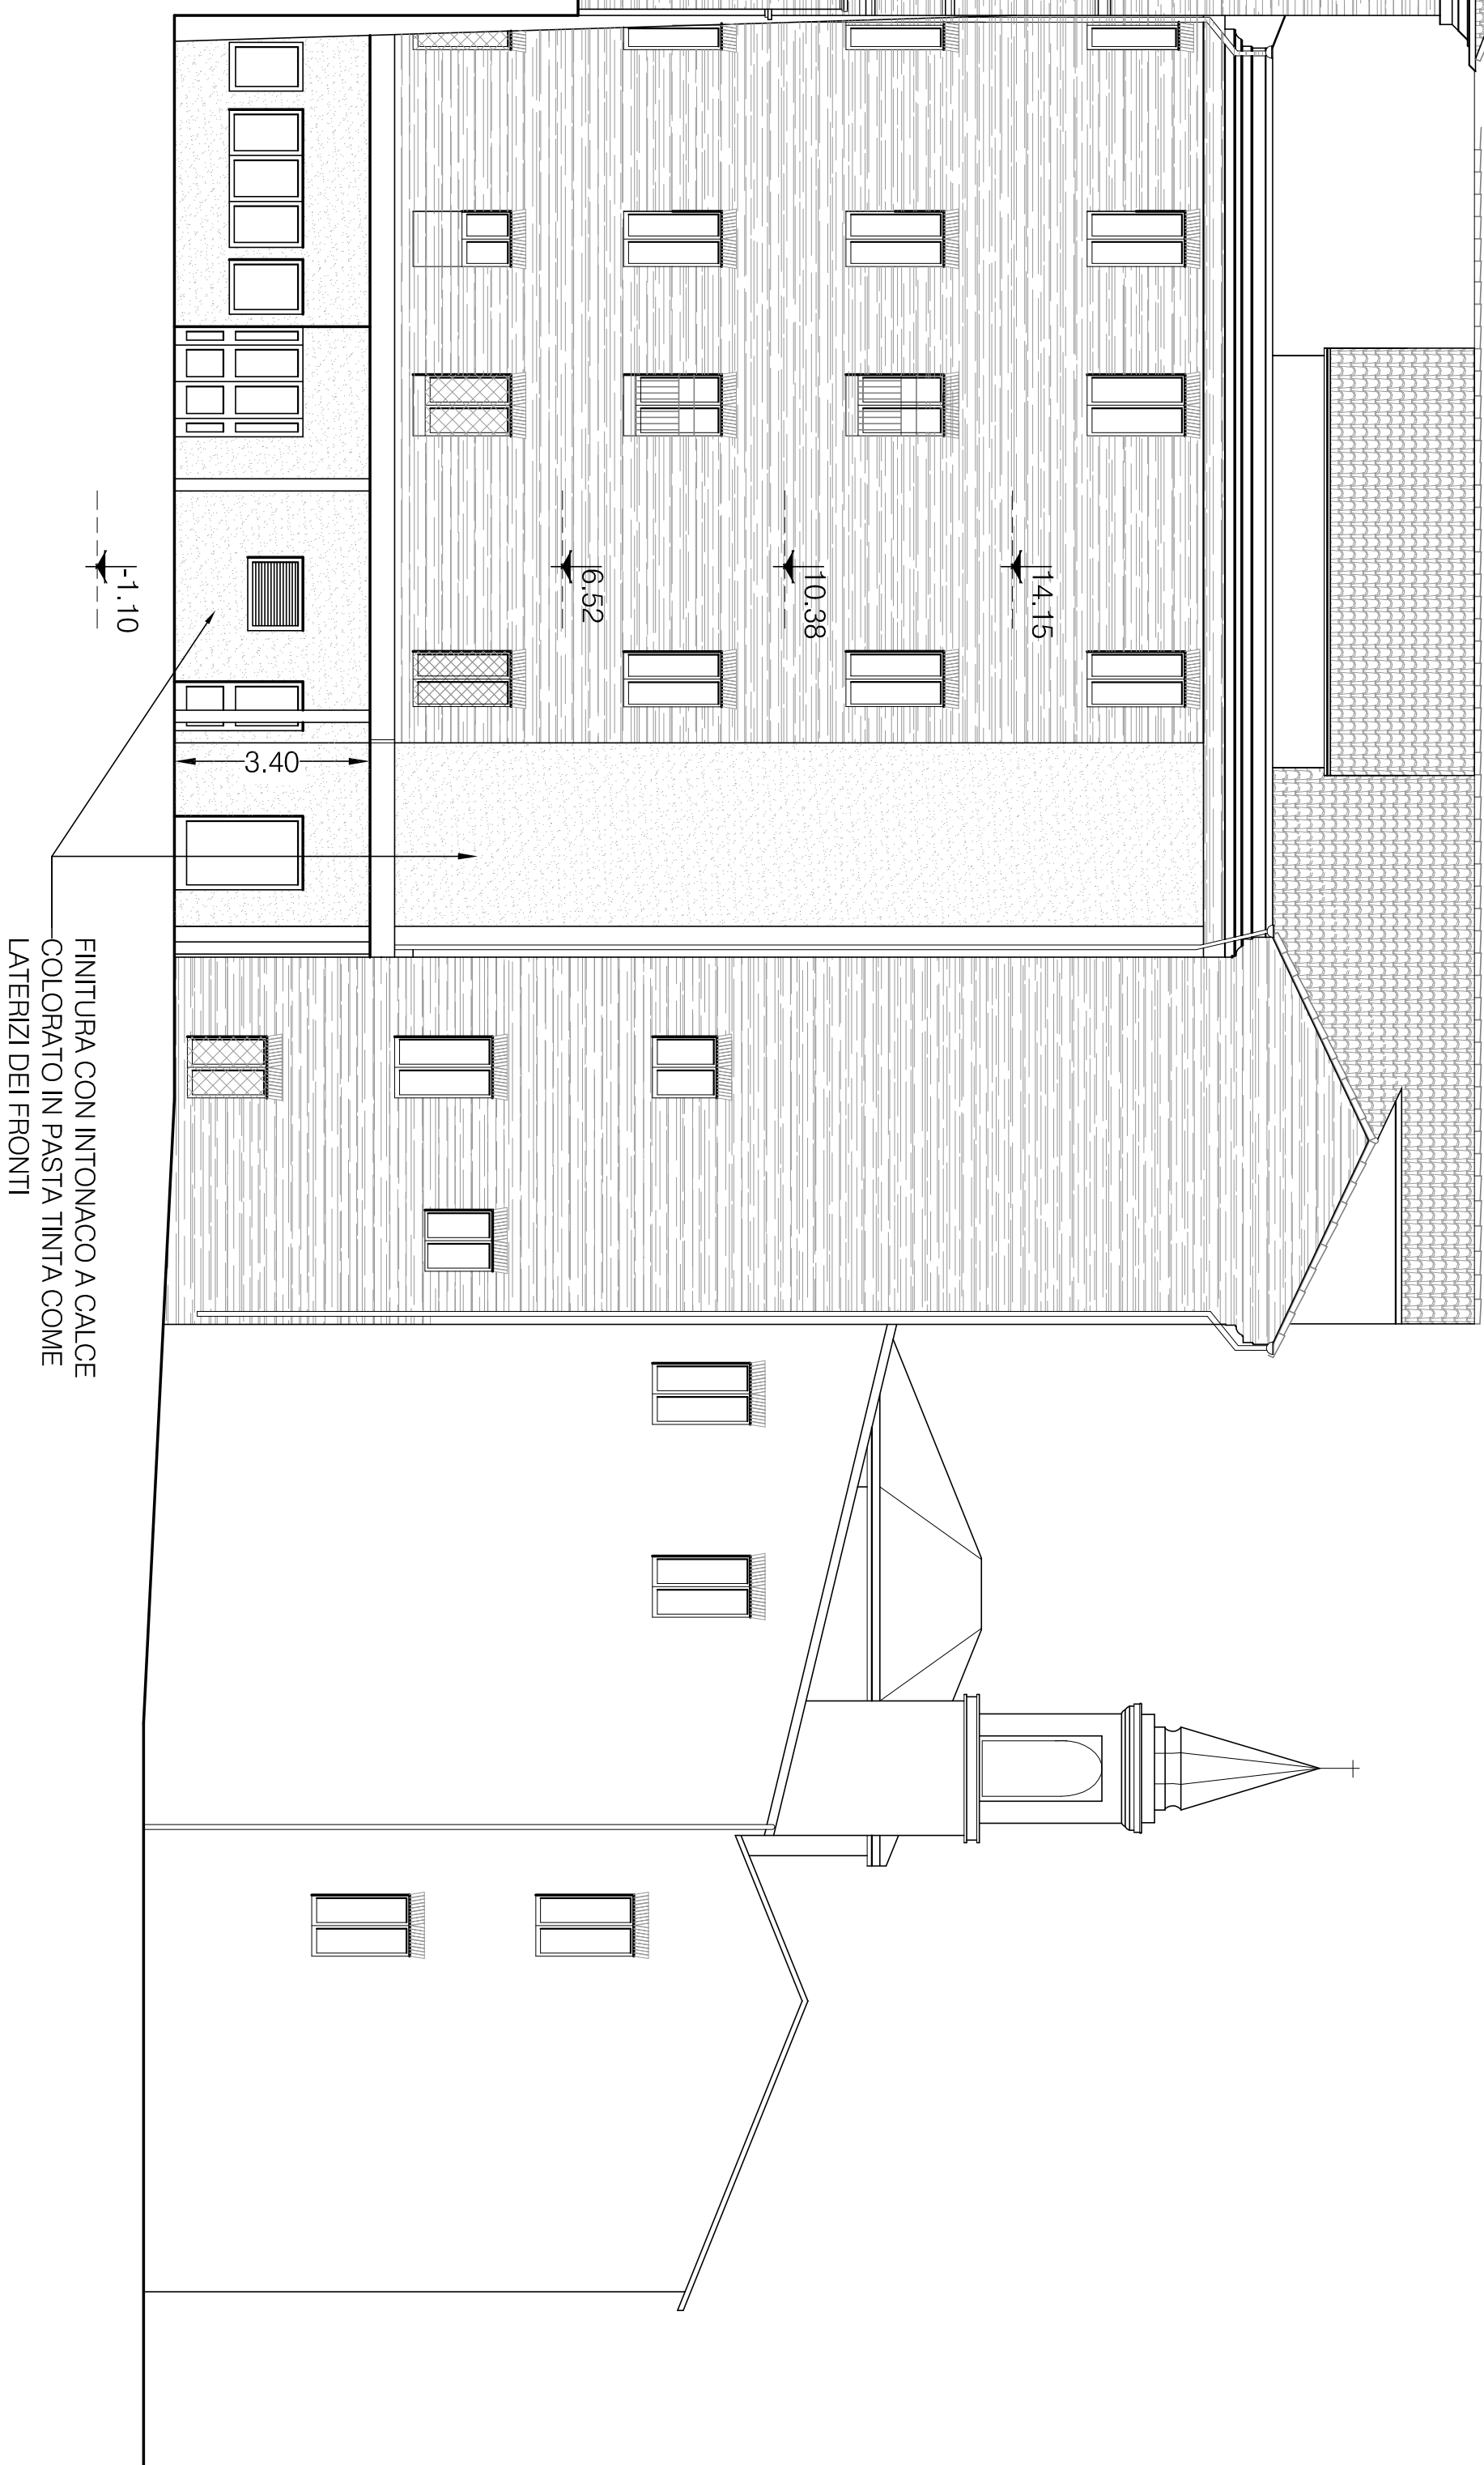 14.15
10.38
6.52
-1.10
3.40
FINITURA CON INTONACO A CALCE
COLORATO IN PASTA TINTA COME
LATERIZI DEI FRONTI